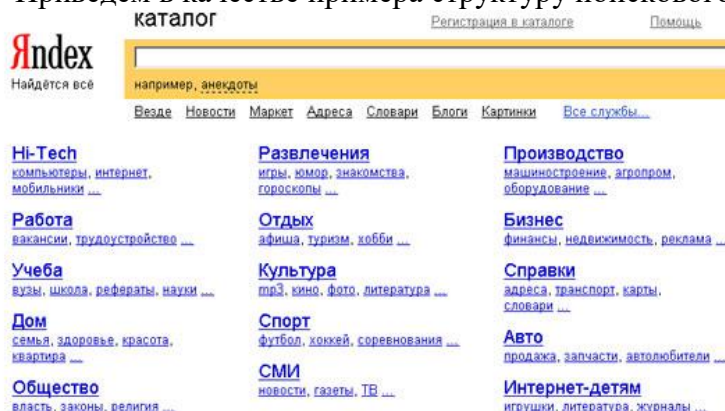 Приведем в качестве примера структуру поискового
каталог
Регистрация в каталоге
Помощь
Яndex
Найдётся всё
например, анекдоты
Везде Новости Маркет Адреса Словари Блоги Картинки Все службы...
Hi-Tech
компьютеры, интернет,
мобильники ...
Работа
вакансии, трудоустройство ...
Учеба
вузы, школа, рефераты, науки ...
Дом
семья, здоровье, красота,
квартира ...
Общество
власть, законы, религия ...
Развлечения
игры, юмор, знакомства,
гороскопы ...
Отдых
афиша, туризм, хобби ...
Культура
mp3, кино, фото, литература ...
Спорт
футбол, хоккей, соревнования ...
СМИ
новости, газеты, ТВ ...
Производство
машиностроение, агропром,
оборудование ...
Бизнес
финансы, недвижимость, реклама ...
Справки
адреса, транспорт, карты,
словари ...
Авто
продажа, запчасти, автолюбители ...
Интернет-детям
игрушки, литература, журналы ...